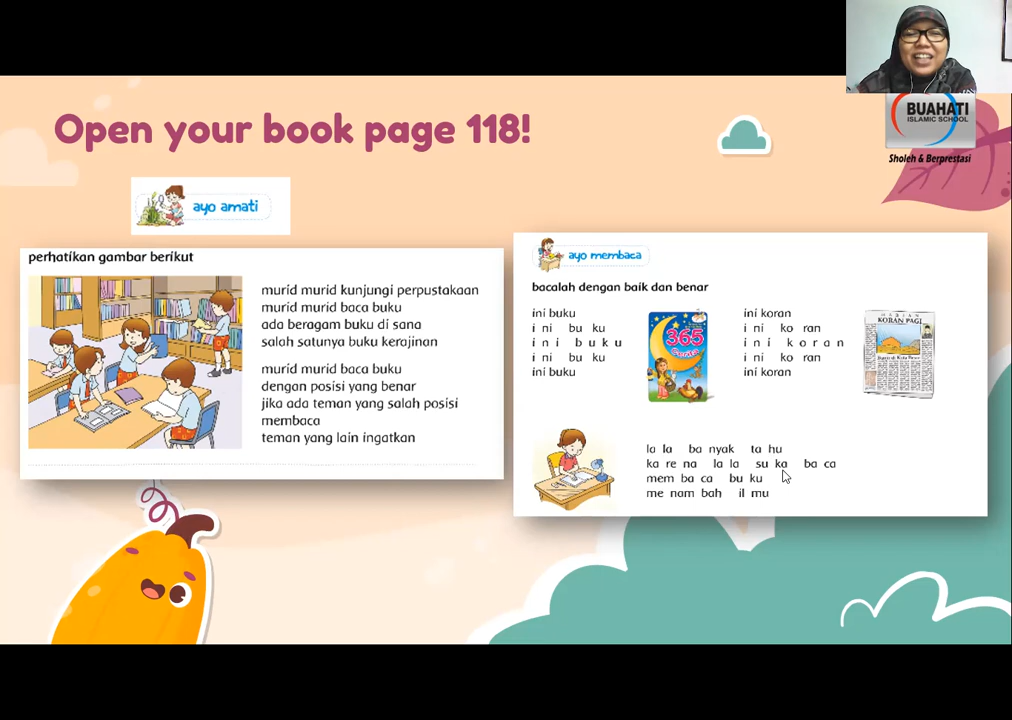 BUAHATI
ISLAMIC SCHOOL
Sholeh & Berprestasi
Open your book page 118!
ayo amati
perhatikan gambar berikut
murid murid kunjungi perpustakaan
murid murid baca buku
ada beragam buku di sana
salah satunya buku kerajinan
murid murid baca buku
dengan posisi yang benar
jika ada teman yang salah posisi
membaca
teman yang lain ingatkan
ayo membaca
bacalah dengan baik dan benar
ini buku
i ni bu ku
i n i b u k u
i ni bu ku
ini buku
365
Cerita
ini koran
i ni ko ran
i n i k o r a n
i ni ko ran
ini koran
HARIAN
KORAN PAGI
la la ba nyak ta hu
ka re na la la su ka ba ca
mem ba ca bu ku
me nam bah il mu